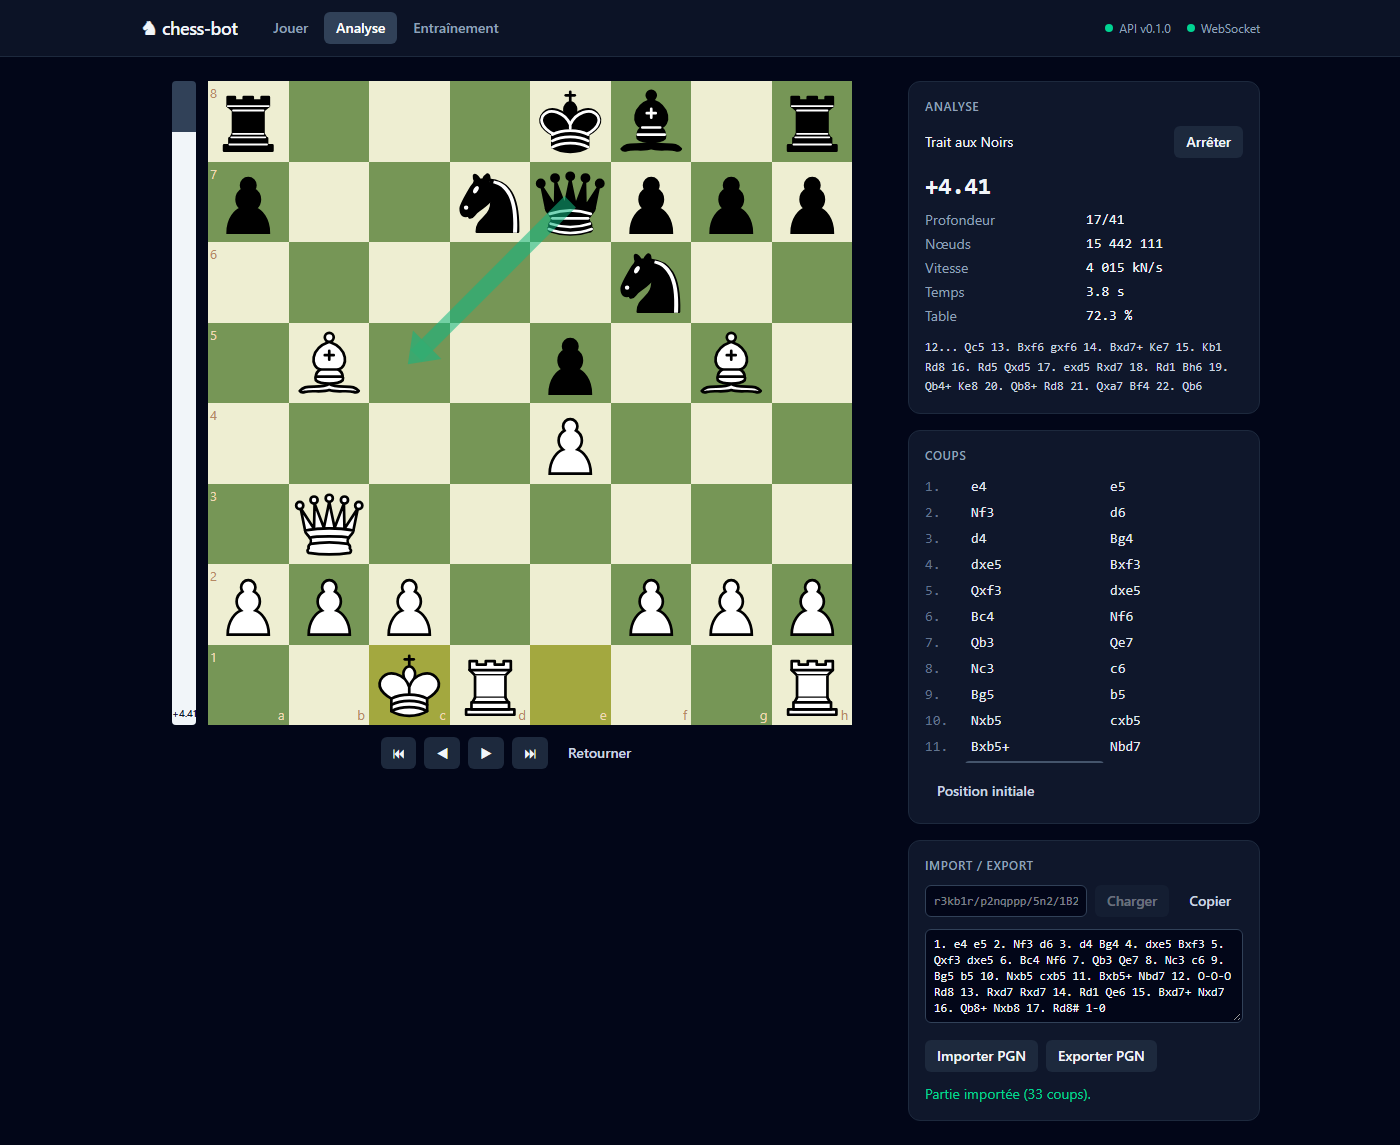 ♞ chess-bot Jouer Analyse Entraînement API v0.1.0 WebSocket
8
7
6
5
4
3
2
1
a b c d e f g h
+4.41
⏮ ◀ ▶ ⏭ Retourner
ANALYSE
Trait aux Noirs Arrêter
+4.41
Profondeur 17/41
Nœuds 15 442 111
Vitesse 4 015 kN/s
Temps 3.8 s
Table 72.3 %
12... Qc5 13. Bxf6 gxf6 14. Bxd7+ Ke7 15. Kb1
Rd8 16. Rd5 Qxd5 17. exd5 Rxd7 18. Rd1 Bh6 19.
Qb4+ Ke8 20. Qb8+ Rd8 21. Qxa7 Bf4 22. Qb6
COUPS
1. e4 e5
2. Nf3 d6
3. d4 Bg4
4. dxe5 Bxf3
5. Qxf3 dxe5
6. Bc4 Nf6
7. Qb3 Qe7
8. Nc3 c6
9. Bg5 b5
10. Nxb5 cxb5
11. Bxb5+ Nbd7
Position initiale
IMPORT / EXPORT
r3kb1r/p2nqppp/5n2/1B2 Charger Copier
1. e4 e5 2. Nf3 d6 3. d4 Bg4 4. dxe5 Bxf3 5.
Qxf3 dxe5 6. Bc4 Nf6 7. Qb3 Qe7 8. Nc3 c6 9.
Bg5 b5 10. Nxb5 cxb5 11. Bxb5+ Nbd7 12. O-O-O
Rd8 13. Rxd7 Rxd7 14. Rd1 Qe6 15. Bxd7+ Nxd7
16. Qb8+ Nxb8 17. Rd8# 1-0
Importer PGN Exporter PGN
Partie importée (33 coups).